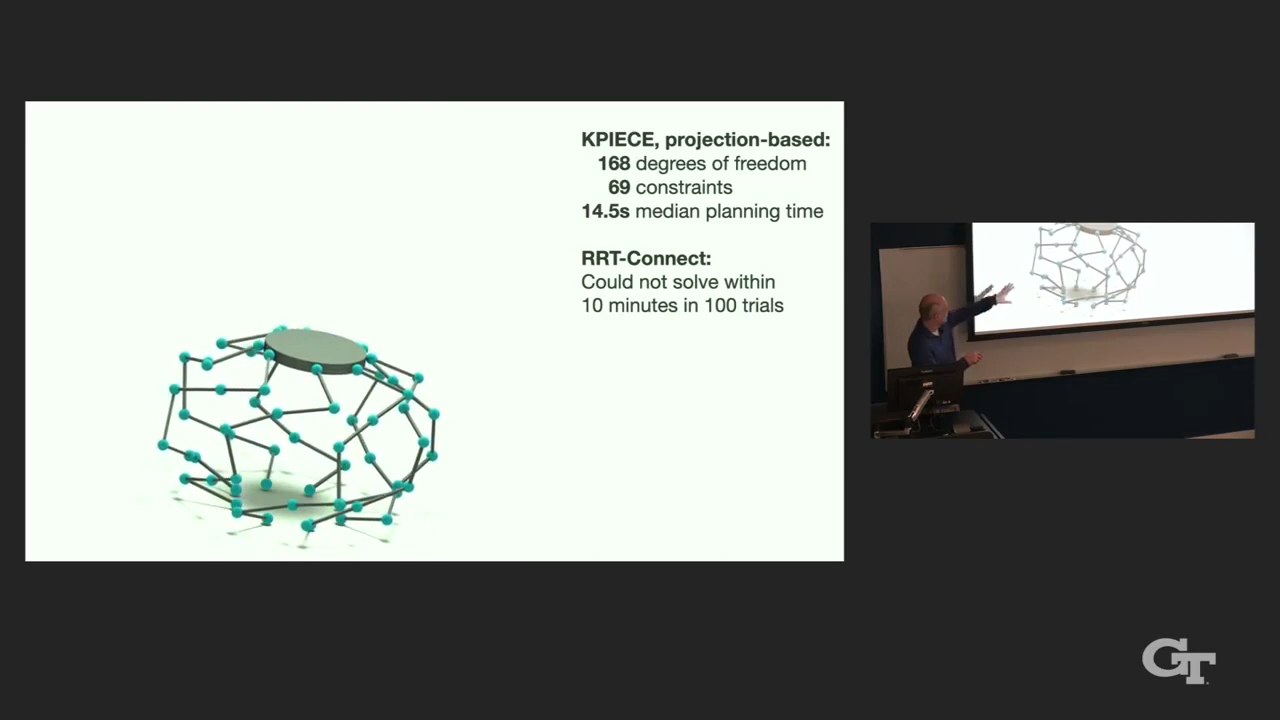 KPIECE, projection-based:
168 degrees of freedom
69 constraints
14.5s median planning time
RRT-Connect:
Could not solve within
10 minutes in 100 trials
GT